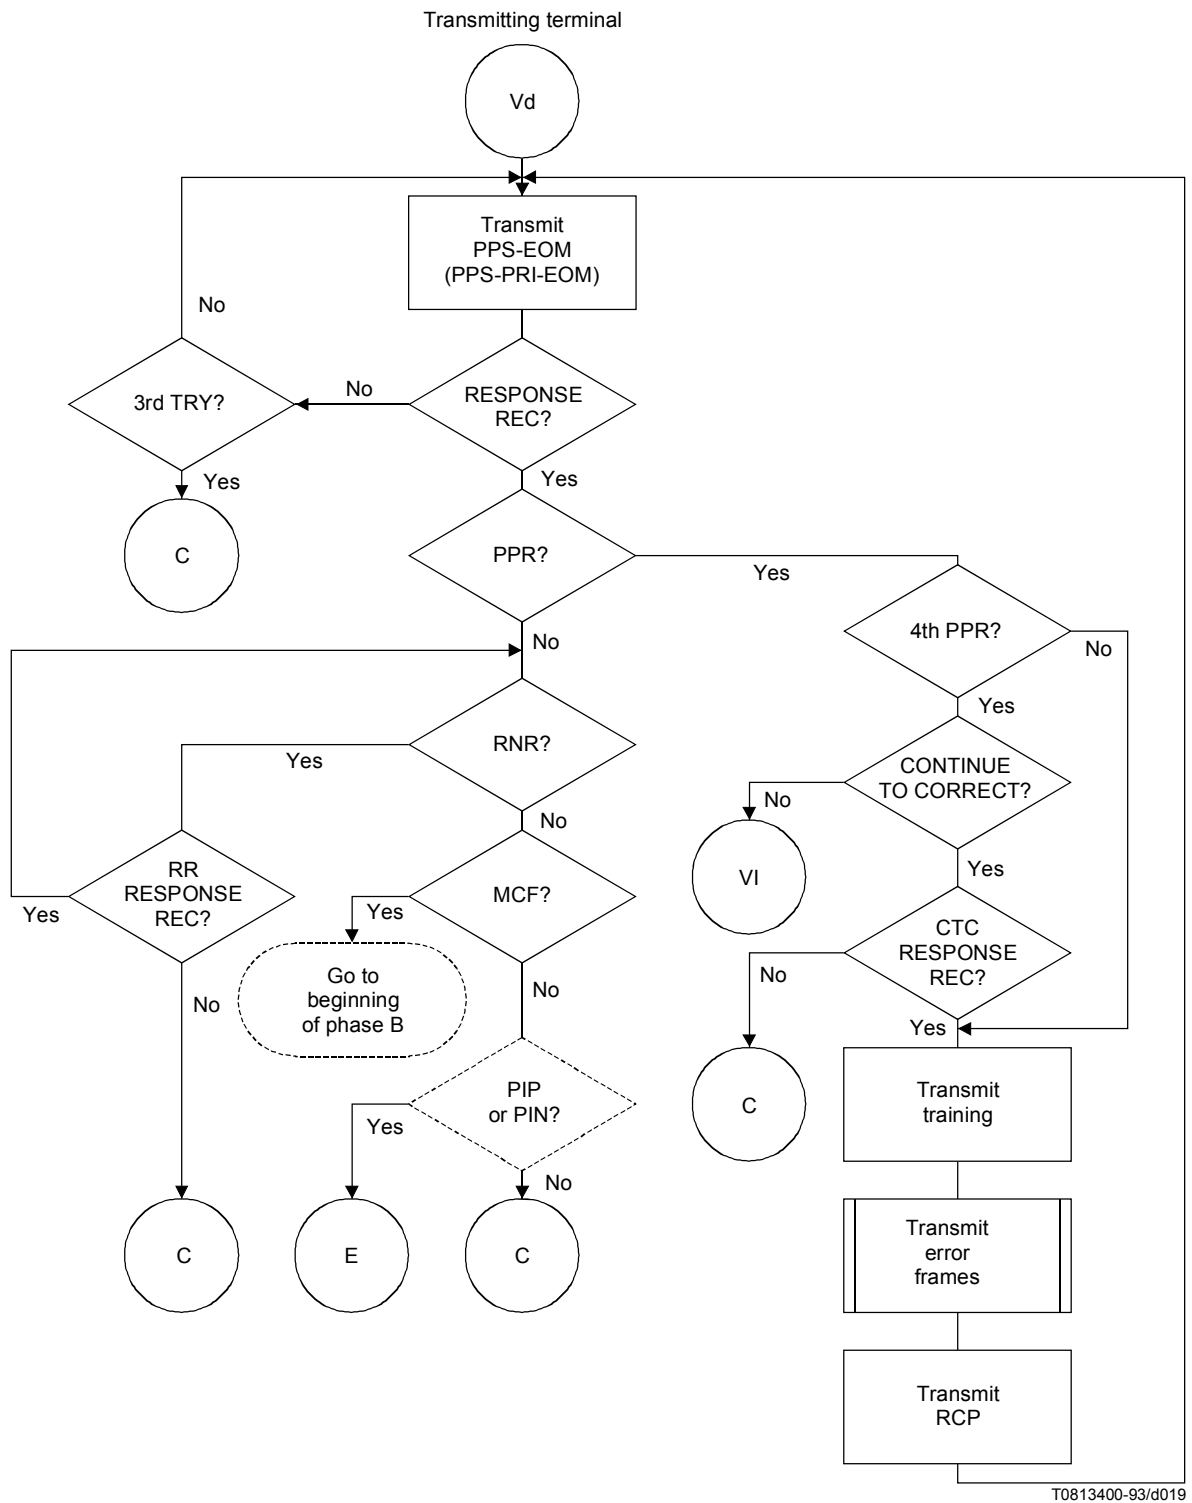 Transmitting terminal
Vd
Transmit
PPS-EOM
(PPS-PRI-EOM)
No
3rd TRY?
No
RESPONSE
REC?
Yes
Yes
C
PPR?
Yes
4th PPR?
No
No
Yes
RNR?
Yes
CONTINUE
TO CORRECT?
No
No
VI
Yes
RR
RESPONSE
REC?
Yes
MCF?
Yes
Go to
beginning
of phase B
No
No
CTC
RESPONSE
REC?
No
Yes
C
PIP
or PIN?
Yes
No
Transmit
training
C
E
C
Transmit
error
frames
Transmit
RCP
T0813400-93/d019